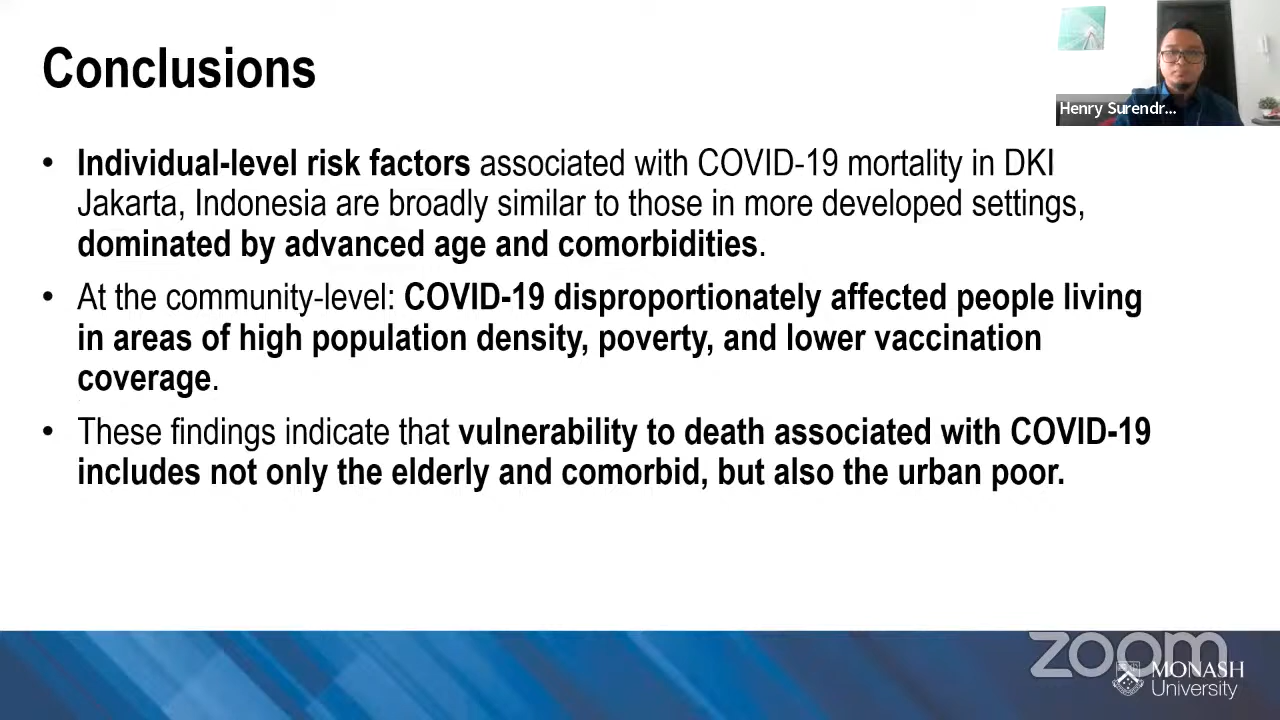 Conclusions
Henry Surendr...
• Individual-level risk factors associated with COVID-19 mortality in DKI
Jakarta, Indonesia are broadly similar to those in more developed settings,
dominated by advanced age and comorbidities.
• At the community-level: COVID-19 disproportionately affected people living
in areas of high population density, poverty, and lower vaccination
coverage.
• These findings indicate that vulnerability to death associated with COVID-19
includes not only the elderly and comorbid, but also the urban poor.
zoom
MONASH
University